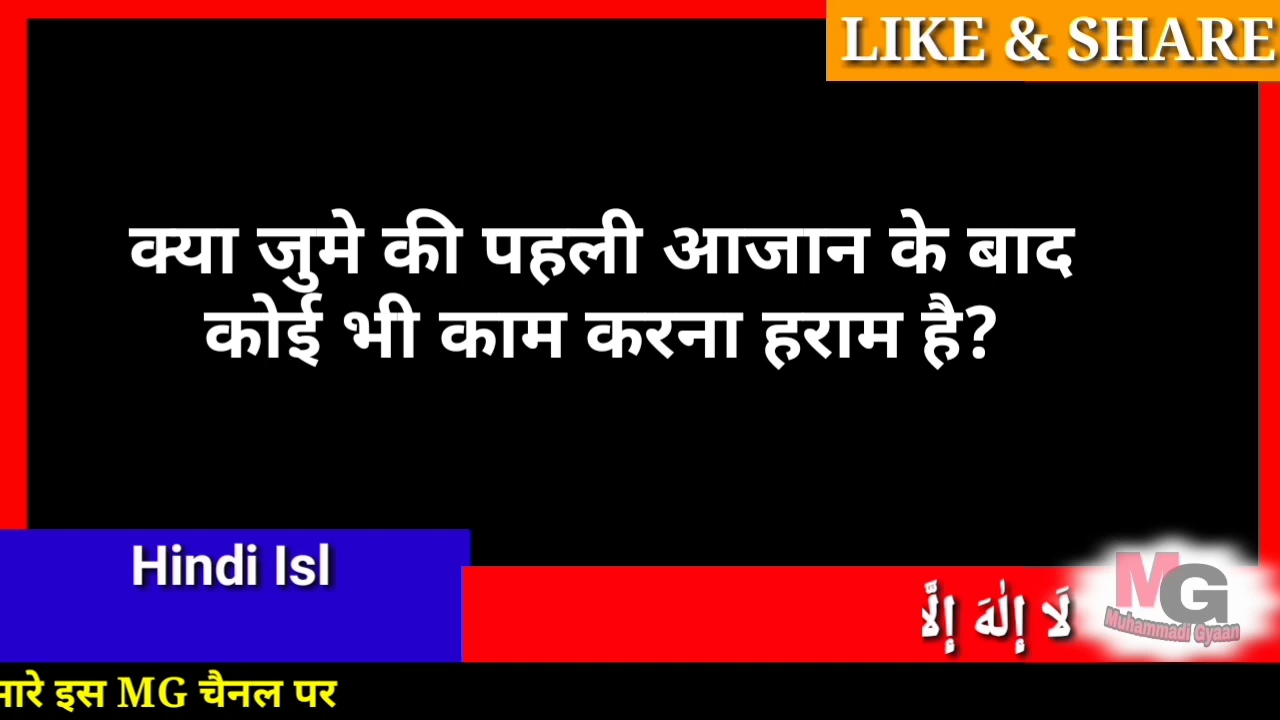 LIKE & SHARE
क्या जुमे की पहली आजान के बाद
कोई भी काम करना हराम है?
Hindi Isl
لَا إِلٰهَ إِلَّا
MG
Muhammadi Gyaan
मारे इस MG चैनल पर